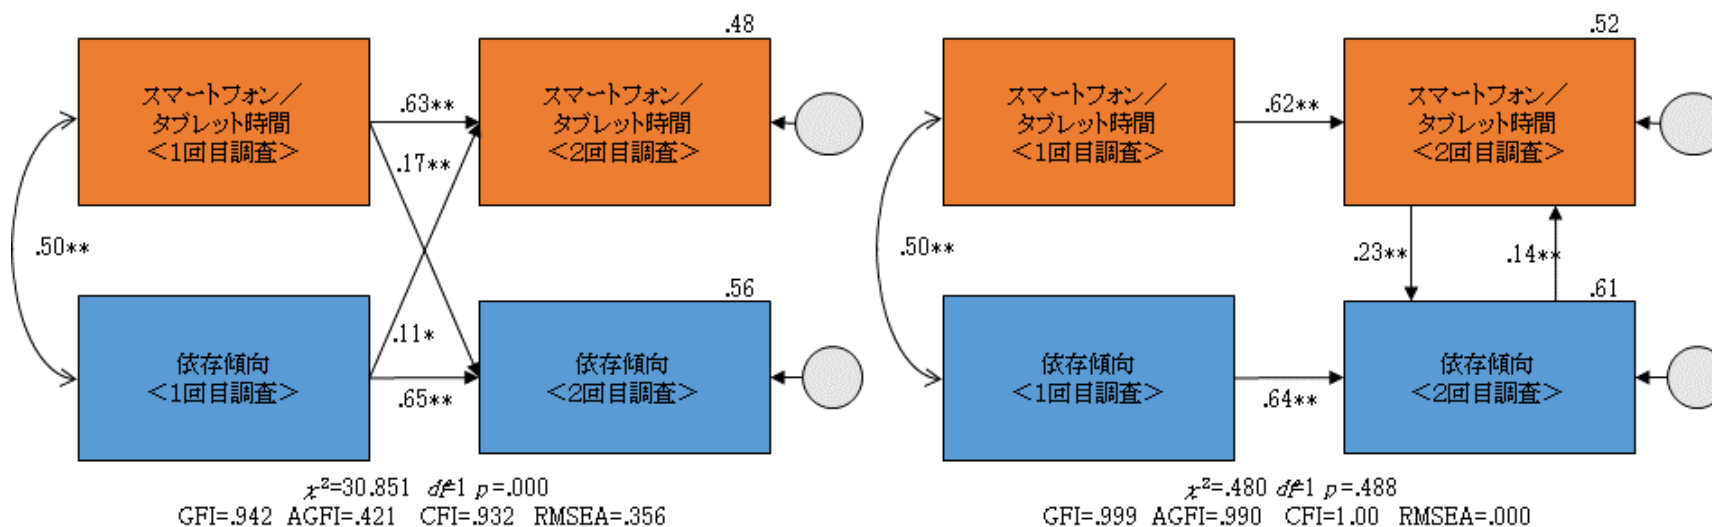 .48
スマートフォン/
タブレット時間
<1回目調査>
.63**
スマートフォン/
タブレット時間
<2回目調査>
.17**
.50**
.56
.11*
依存傾向
<1回目調査>
.65**
依存傾向
<2回目調査>
χ²=30.851 df=1 p=.000
GFI=.942 AGFI=.421 CFI=.932 RMSEA=.356
.52
スマートフォン/
タブレット時間
<1回目調査>
.62**
スマートフォン/
タブレット時間
<2回目調査>
.50**
.23**
.14**
.61
依存傾向
<1回目調査>
.64**
依存傾向
<2回目調査>
χ²=.480 df=1 p=.488
GFI=.999 AGFI=.990 CFI=1.00 RMSEA=.000